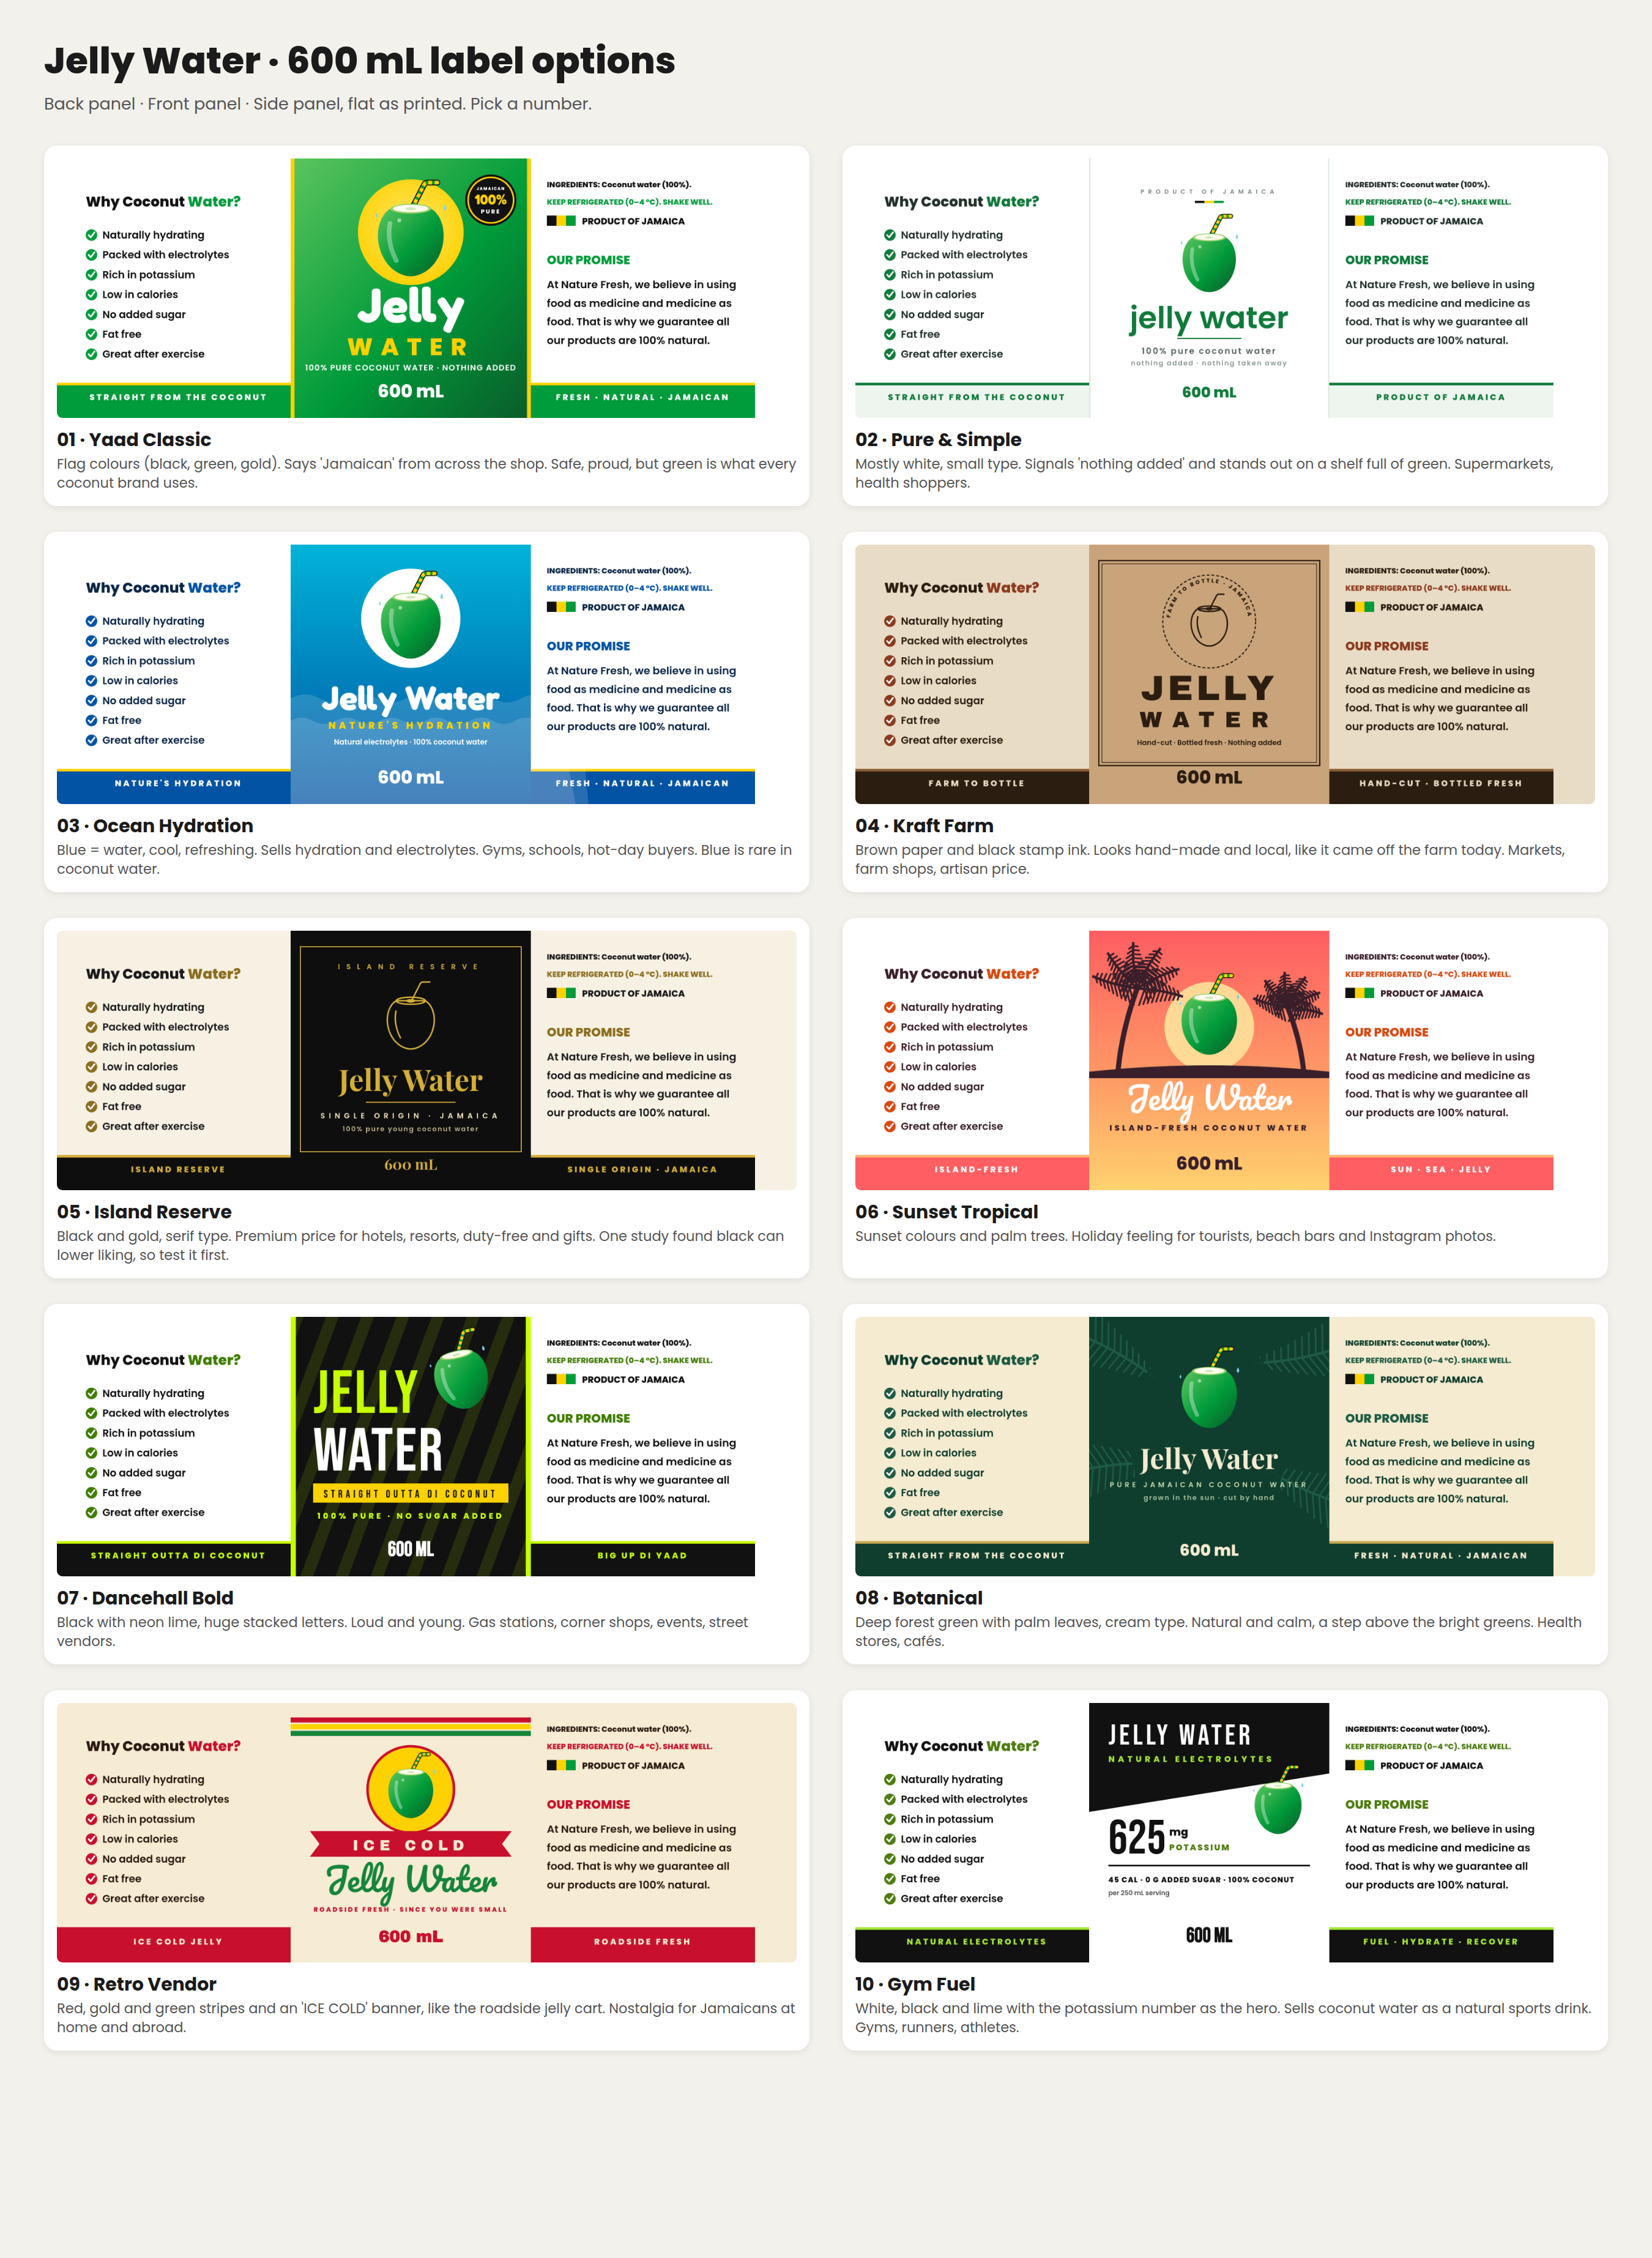 Jelly Water · 600 mL label options
Back panel · Front panel · Side panel, flat as printed. Pick a number.
Why Coconut Water?
Naturally hydrating
Packed with electrolytes
Rich in potassium
Low in calories
No added sugar
Fat free
Great after exercise
STRAIGHT FROM THE COCONUT
JAMAICAN
100%
PURE
Jelly
WATER
100% PURE COCONUT WATER · NOTHING ADDED
600 mL
INGREDIENTS: Coconut water (100%).
KEEP REFRIGERATED (0–4 °C). SHAKE WELL.
PRODUCT OF JAMAICA
OUR PROMISE
At Nature Fresh, we believe in using
food as medicine and medicine as
food. That is why we guarantee all
our products are 100% natural.
FRESH · NATURAL · JAMAICAN
01 · Yaad Classic
Flag colours (black, green, gold). Says 'Jamaican' from across the shop. Safe, proud, but green is what every
coconut brand uses.
Why Coconut Water?
Naturally hydrating
Packed with electrolytes
Rich in potassium
Low in calories
No added sugar
Fat free
Great after exercise
STRAIGHT FROM THE COCONUT
PRODUCT OF JAMAICA
jelly water
100% pure coconut water
nothing added · nothing taken away
600 mL
INGREDIENTS: Coconut water (100%).
KEEP REFRIGERATED (0–4 °C). SHAKE WELL.
PRODUCT OF JAMAICA
OUR PROMISE
At Nature Fresh, we believe in using
food as medicine and medicine as
food. That is why we guarantee all
our products are 100% natural.
PRODUCT OF JAMAICA
02 · Pure & Simple
Mostly white, small type. Signals 'nothing added' and stands out on a shelf full of green. Supermarkets,
health shoppers.
Why Coconut Water?
Naturally hydrating
Packed with electrolytes
Rich in potassium
Low in calories
No added sugar
Fat free
Great after exercise
NATURE'S HYDRATION
Jelly Water
NATURE'S HYDRATION
Natural electrolytes · 100% coconut water
600 mL
INGREDIENTS: Coconut water (100%).
KEEP REFRIGERATED (0–4 °C). SHAKE WELL.
PRODUCT OF JAMAICA
OUR PROMISE
At Nature Fresh, we believe in using
food as medicine and medicine as
food. That is why we guarantee all
our products are 100% natural.
FRESH · NATURAL · JAMAICAN
03 · Ocean Hydration
Blue = water, cool, refreshing. Sells hydration and electrolytes. Gyms, schools, hot-day buyers. Blue is rare in
coconut water.
Why Coconut Water?
Naturally hydrating
Packed with electrolytes
Rich in potassium
Low in calories
No added sugar
Fat free
Great after exercise
FARM TO BOTTLE
FARM TO BOTTLE · JAMAICA
JELLY
WATER
Hand-cut · Bottled fresh · Nothing added
600 mL
INGREDIENTS: Coconut water (100%).
KEEP REFRIGERATED (0–4 °C). SHAKE WELL.
PRODUCT OF JAMAICA
OUR PROMISE
At Nature Fresh, we believe in using
food as medicine and medicine as
food. That is why we guarantee all
our products are 100% natural.
HAND-CUT · BOTTLED FRESH
04 · Kraft Farm
Brown paper and black stamp ink. Looks hand-made and local, like it came off the farm today. Markets,
farm shops, artisan price.
Why Coconut Water?
Naturally hydrating
Packed with electrolytes
Rich in potassium
Low in calories
No added sugar
Fat free
Great after exercise
ISLAND RESERVE
ISLAND RESERVE
Jelly Water
SINGLE ORIGIN · JAMAICA
100% pure young coconut water
600 mL
INGREDIENTS: Coconut water (100%).
KEEP REFRIGERATED (0–4 °C). SHAKE WELL.
PRODUCT OF JAMAICA
OUR PROMISE
At Nature Fresh, we believe in using
food as medicine and medicine as
food. That is why we guarantee all
our products are 100% natural.
SINGLE ORIGIN · JAMAICA
05 · Island Reserve
Black and gold, serif type. Premium price for hotels, resorts, duty-free and gifts. One study found black can
lower liking, so test it first.
Why Coconut Water?
Naturally hydrating
Packed with electrolytes
Rich in potassium
Low in calories
No added sugar
Fat free
Great after exercise
ISLAND-FRESH
Jelly Water
ISLAND-FRESH COCONUT WATER
600 mL
INGREDIENTS: Coconut water (100%).
KEEP REFRIGERATED (0–4 °C). SHAKE WELL.
PRODUCT OF JAMAICA
OUR PROMISE
At Nature Fresh, we believe in using
food as medicine and medicine as
food. That is why we guarantee all
our products are 100% natural.
SUN · SEA · JELLY
06 · Sunset Tropical
Sunset colours and palm trees. Holiday feeling for tourists, beach bars and Instagram photos.
Why Coconut Water?
Naturally hydrating
Packed with electrolytes
Rich in potassium
Low in calories
No added sugar
Fat free
Great after exercise
STRAIGHT OUTTA DI COCONUT
JELLY
WATER
STRAIGHT OUTTA DI COCONUT
100% PURE · NO SUGAR ADDED
600 ML
INGREDIENTS: Coconut water (100%).
KEEP REFRIGERATED (0–4 °C). SHAKE WELL.
PRODUCT OF JAMAICA
OUR PROMISE
At Nature Fresh, we believe in using
food as medicine and medicine as
food. That is why we guarantee all
our products are 100% natural.
BIG UP DI YAAD
07 · Dancehall Bold
Black with neon lime, huge stacked letters. Loud and young. Gas stations, corner shops, events, street
vendors.
Why Coconut Water?
Naturally hydrating
Packed with electrolytes
Rich in potassium
Low in calories
No added sugar
Fat free
Great after exercise
STRAIGHT FROM THE COCONUT
Jelly Water
PURE JAMAICAN COCONUT WATER
grown in the sun · cut by hand
600 mL
INGREDIENTS: Coconut water (100%).
KEEP REFRIGERATED (0–4 °C). SHAKE WELL.
PRODUCT OF JAMAICA
OUR PROMISE
At Nature Fresh, we believe in using
food as medicine and medicine as
food. That is why we guarantee all
our products are 100% natural.
FRESH · NATURAL · JAMAICAN
08 · Botanical
Deep forest green with palm leaves, cream type. Natural and calm, a step above the bright greens. Health
stores, cafés.
Why Coconut Water?
Naturally hydrating
Packed with electrolytes
Rich in potassium
Low in calories
No added sugar
Fat free
Great after exercise
ICE COLD JELLY
ICE COLD
Jelly Water
ROADSIDE FRESH · SINCE YOU WERE SMALL
600 mL
INGREDIENTS: Coconut water (100%).
KEEP REFRIGERATED (0–4 °C). SHAKE WELL.
PRODUCT OF JAMAICA
OUR PROMISE
At Nature Fresh, we believe in using
food as medicine and medicine as
food. That is why we guarantee all
our products are 100% natural.
ROADSIDE FRESH
09 · Retro Vendor
Red, gold and green stripes and an 'ICE COLD' banner, like the roadside jelly cart. Nostalgia for Jamaicans at
home and abroad.
Why Coconut Water?
Naturally hydrating
Packed with electrolytes
Rich in potassium
Low in calories
No added sugar
Fat free
Great after exercise
NATURAL ELECTROLYTES
JELLY WATER
NATURAL ELECTROLYTES
625 mg
POTASSIUM
45 CAL · 0 G ADDED SUGAR · 100% COCONUT
per 250 mL serving
600 ML
INGREDIENTS: Coconut water (100%).
KEEP REFRIGERATED (0–4 °C). SHAKE WELL.
PRODUCT OF JAMAICA
OUR PROMISE
At Nature Fresh, we believe in using
food as medicine and medicine as
food. That is why we guarantee all
our products are 100% natural.
FUEL · HYDRATE · RECOVER
10 · Gym Fuel
White, black and lime with the potassium number as the hero. Sells coconut water as a natural sports drink.
Gyms, runners, athletes.